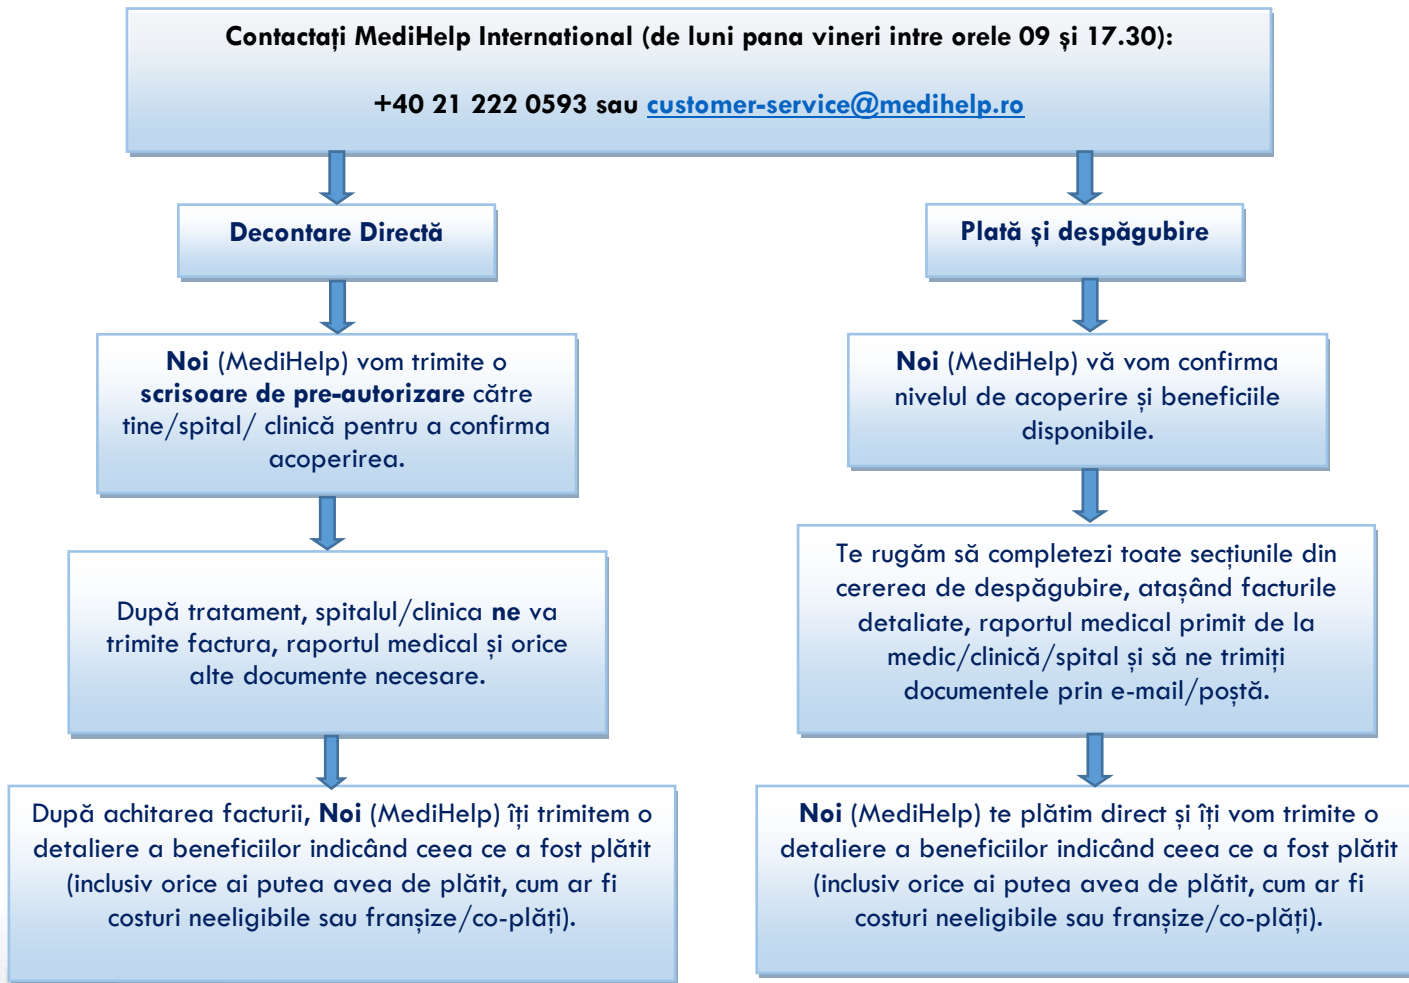 Contactați MediHelp International (de luni pana vineri intre orele 09 și 17.30):
+40 21 222 0593 sau customer-service@medihelp.ro
Decontare Directă
Noi (MediHelp) vom trimite o
scrisoare de pre-autorizare către
tine/spital/ clinică pentru a confirma
acoperirea.
După tratament, spitalul/clinica ne va
trimite factura, raportul medical și orice
alte documente necesare.
După achitarea facturii, Noi (MediHelp) îți trimitem o
detaliere a beneficiilor indicând ceea ce a fost plătit
(inclusiv orice ai putea avea de plătit, cum ar fi
costuri neeligibile sau franșize/co-plăți).
Plată și despăgubire
Noi (MediHelp) vă vom confirma
nivelul de acoperire și beneficiile
disponibile.
Te rugăm să completezi toate secțiunile din
cererea de despăgubire, atașând facturile
detaliate, raportul medical primit de la
medic/clinică/spital și să ne trimiți
documentele prin e-mail/poștă.
Noi (MediHelp) te plătim direct și îți vom trimite o
detaliere a beneficiilor indicând ceea ce a fost plătit
(inclusiv orice ai putea avea de plătit, cum ar fi
costuri neeligibile sau franșize/co-plăți).